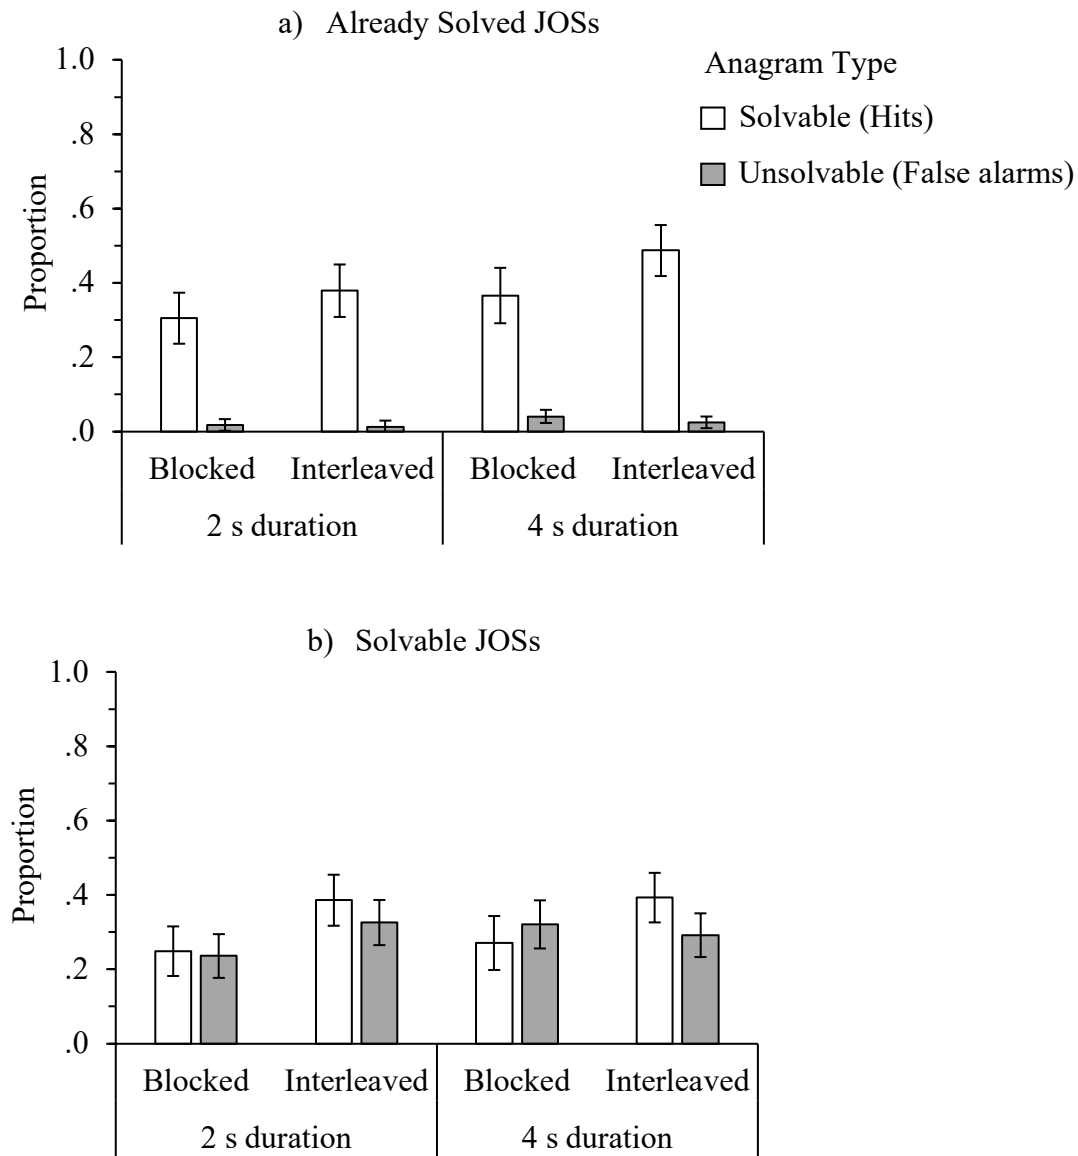 a) Already Solved JOSs
Anagram Type
Solvable (Hits)
Unsolvable (False alarms)
Proportion
1.0
.8
.6
.4
.2
.0
Blocked Interleaved Blocked Interleaved
2 s duration 4 s duration
b) Solvable JOSs
Proportion
1.0
.8
.6
.4
.2
.0
Blocked Interleaved Blocked Interleaved
2 s duration 4 s duration